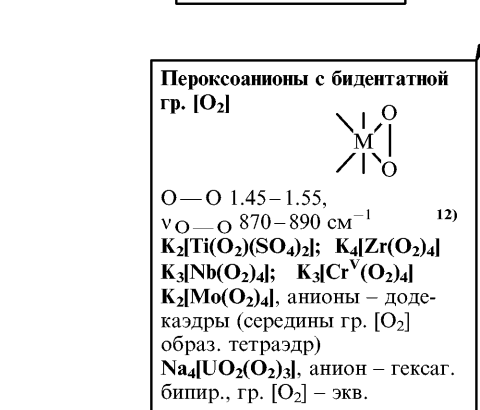 Пероксоанионы с бидентатной
гр. [O₂]
O
M
O
O—O 1.45–1.55,
ν O—O 870–890 см⁻¹ 12)
K₂[Ti(O₂)(SO₄)₂]; K₄[Zr(O₂)₄]
K₃[Nb(O₂)₄]; K₃[Crⱽ(O₂)₄]
K₂[Mo(O₂)₄], анионы – доде-
каэдры (середины гр. [O₂]
образ. тетраэдр)
Na₄[UO₂(O₂)₃], анион – гексаг.
бипир., гр. [O₂] – экв.